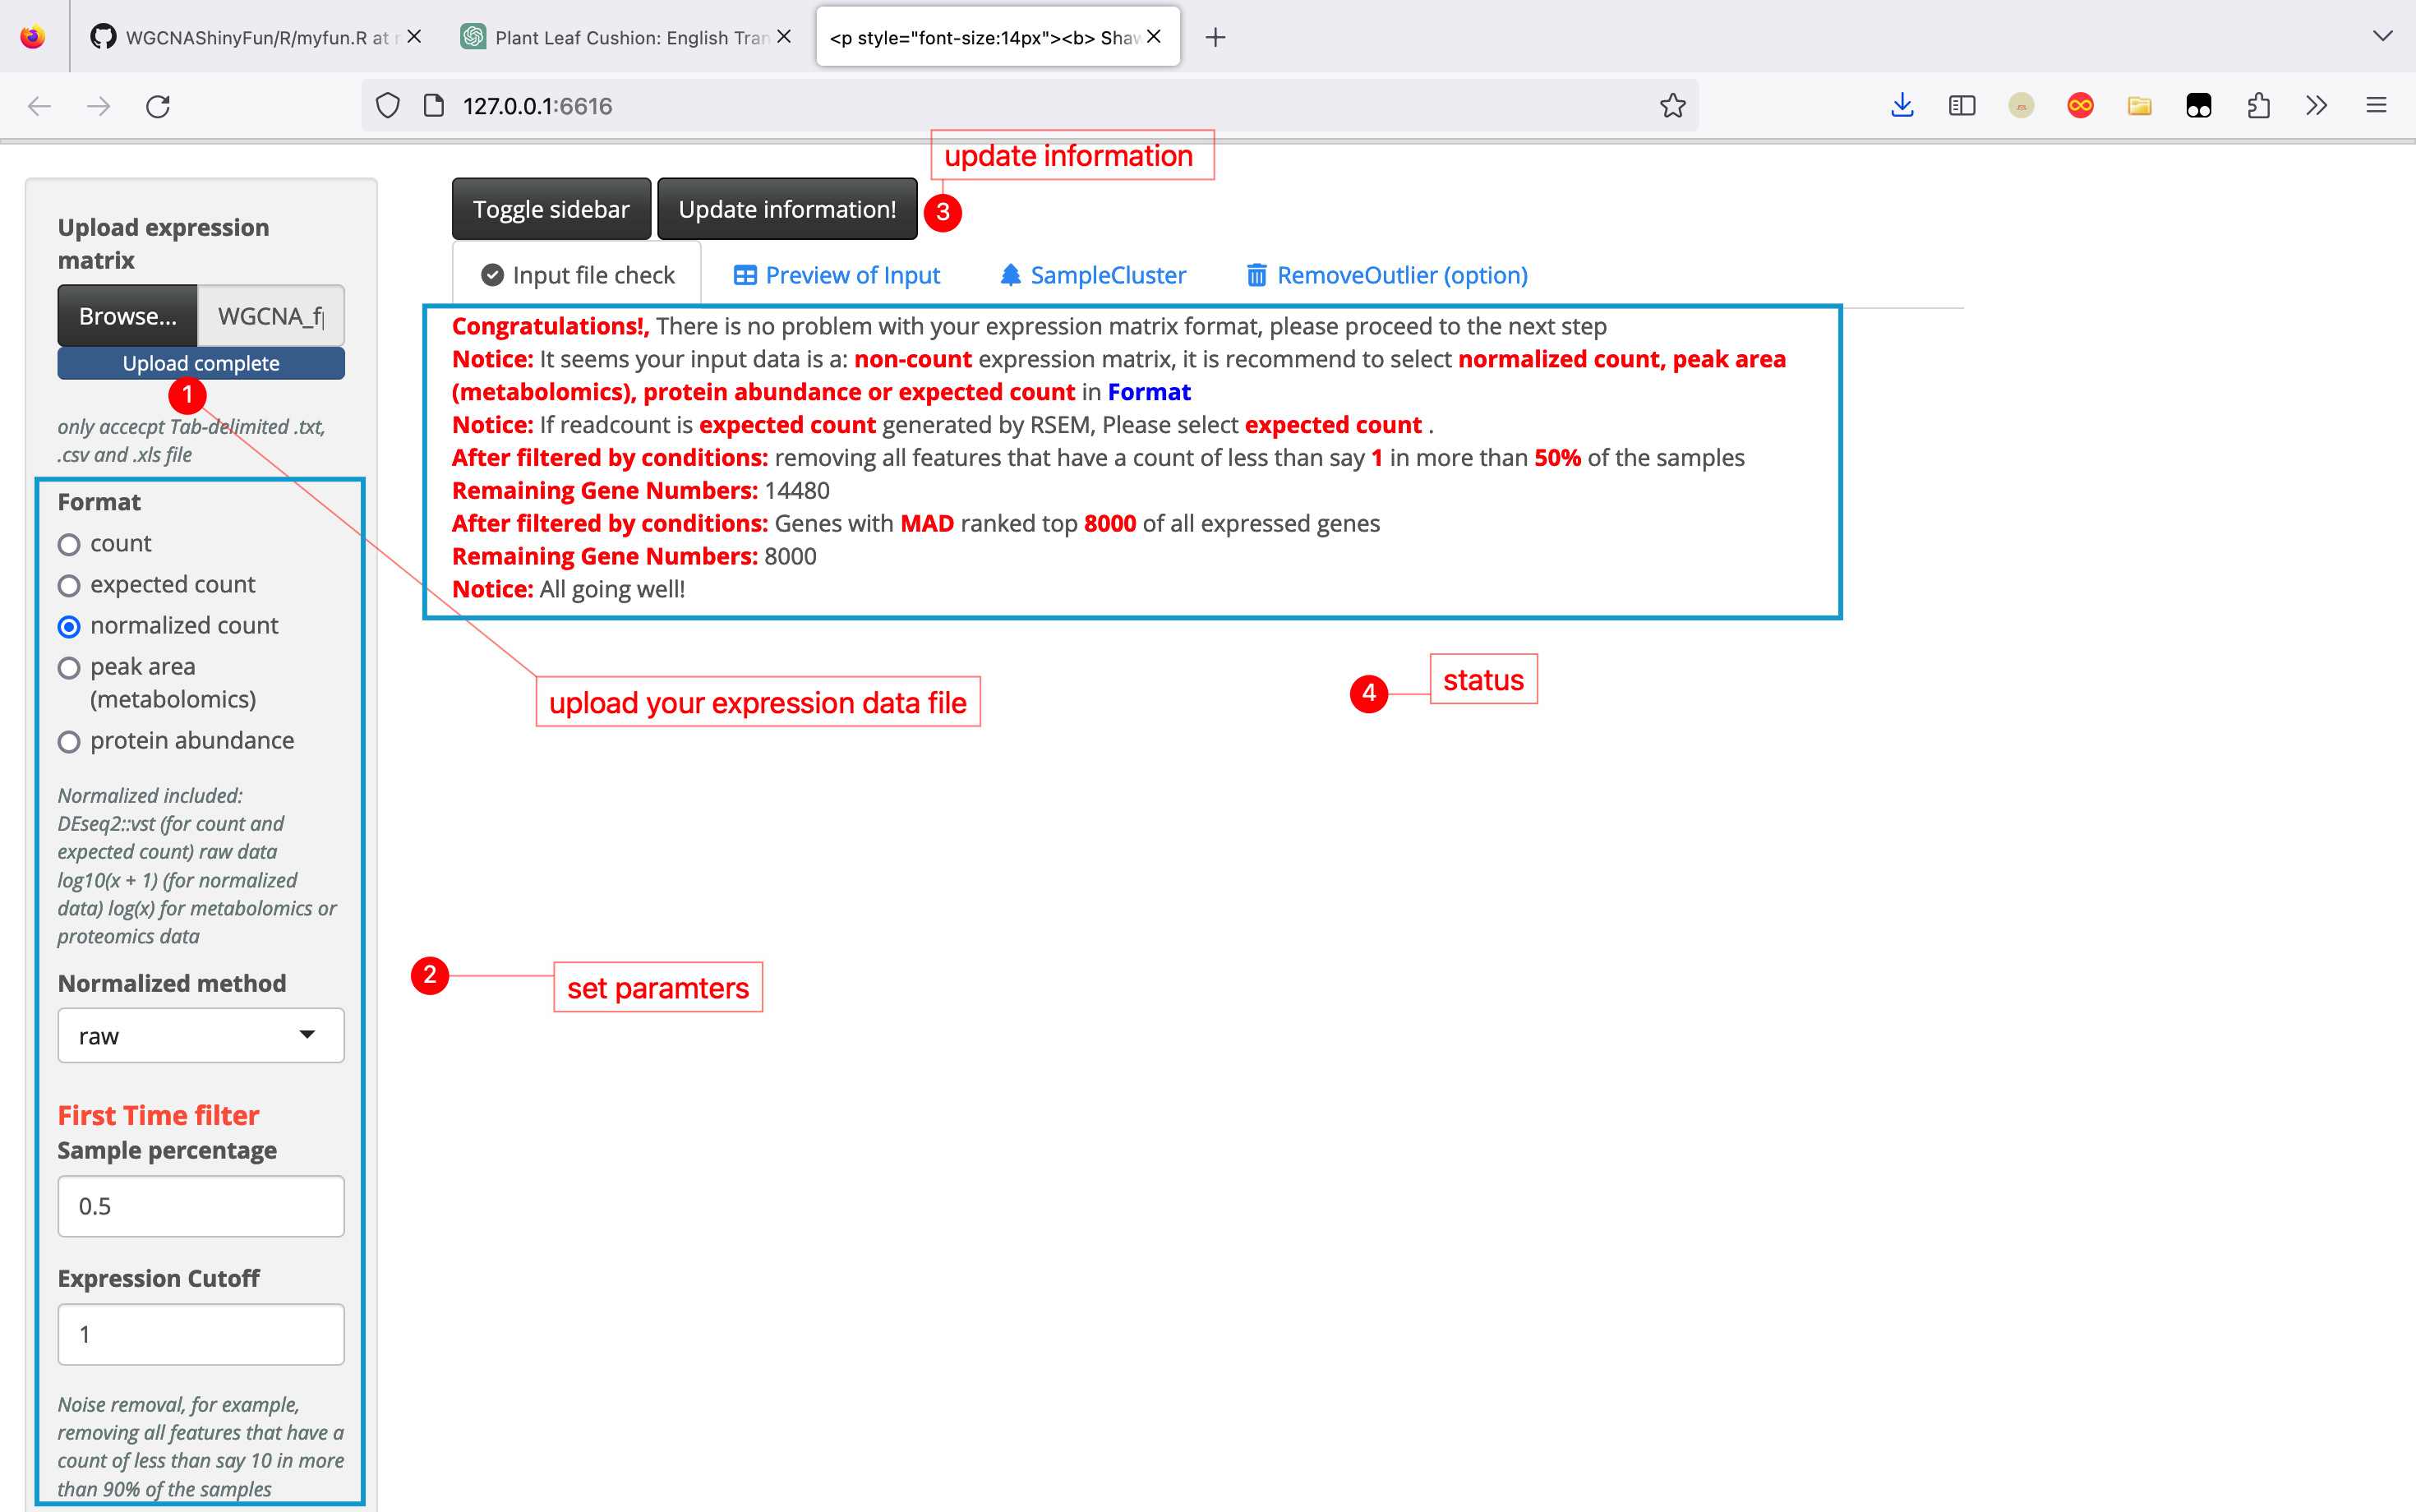 WGCNAShinyFun/R/myfun.R at
Plant Leaf Cushion: English Tran
<p style="font-size:14px"><b> Shaw
127.0.0.1:6616
update information
Toggle sidebar
Update information!
3
Upload expression
matrix
Browse...
WGCNA_f
Upload complete
1
only accecpt Tab-delimited .txt,
.csv and .xls file
Input file check
Preview of Input
SampleCluster
RemoveOutlier (option)
Congratulations!, There is no problem with your expression matrix format, please proceed to the next step
Notice: It seems your input data is a: non-count expression matrix, it is recommend to select normalized count, peak area
(metabolomics), protein abundance or expected count in Format
Notice: If readcount is expected count generated by RSEM, Please select expected count .
After filtered by conditions: removing all features that have a count of less than say 1 in more than 50% of the samples
Remaining Gene Numbers: 14480
After filtered by conditions: Genes with MAD ranked top 8000 of all expressed genes
Remaining Gene Numbers: 8000
Notice: All going well!
Format
count
expected count
normalized count
peak area
(metabolomics)
protein abundance
upload your expression data file
4
status
Normalized included:
DEseq2::vst (for count and
expected count) raw data
log10(x + 1) (for normalized
data) log(x) for metabolomics or
proteomics data
2
set paramters
Normalized method
raw
First Time filter
Sample percentage
0.5
Expression Cutoff
1
Noise removal, for example,
removing all features that have a
count of less than say 10 in more
than 90% of the samples